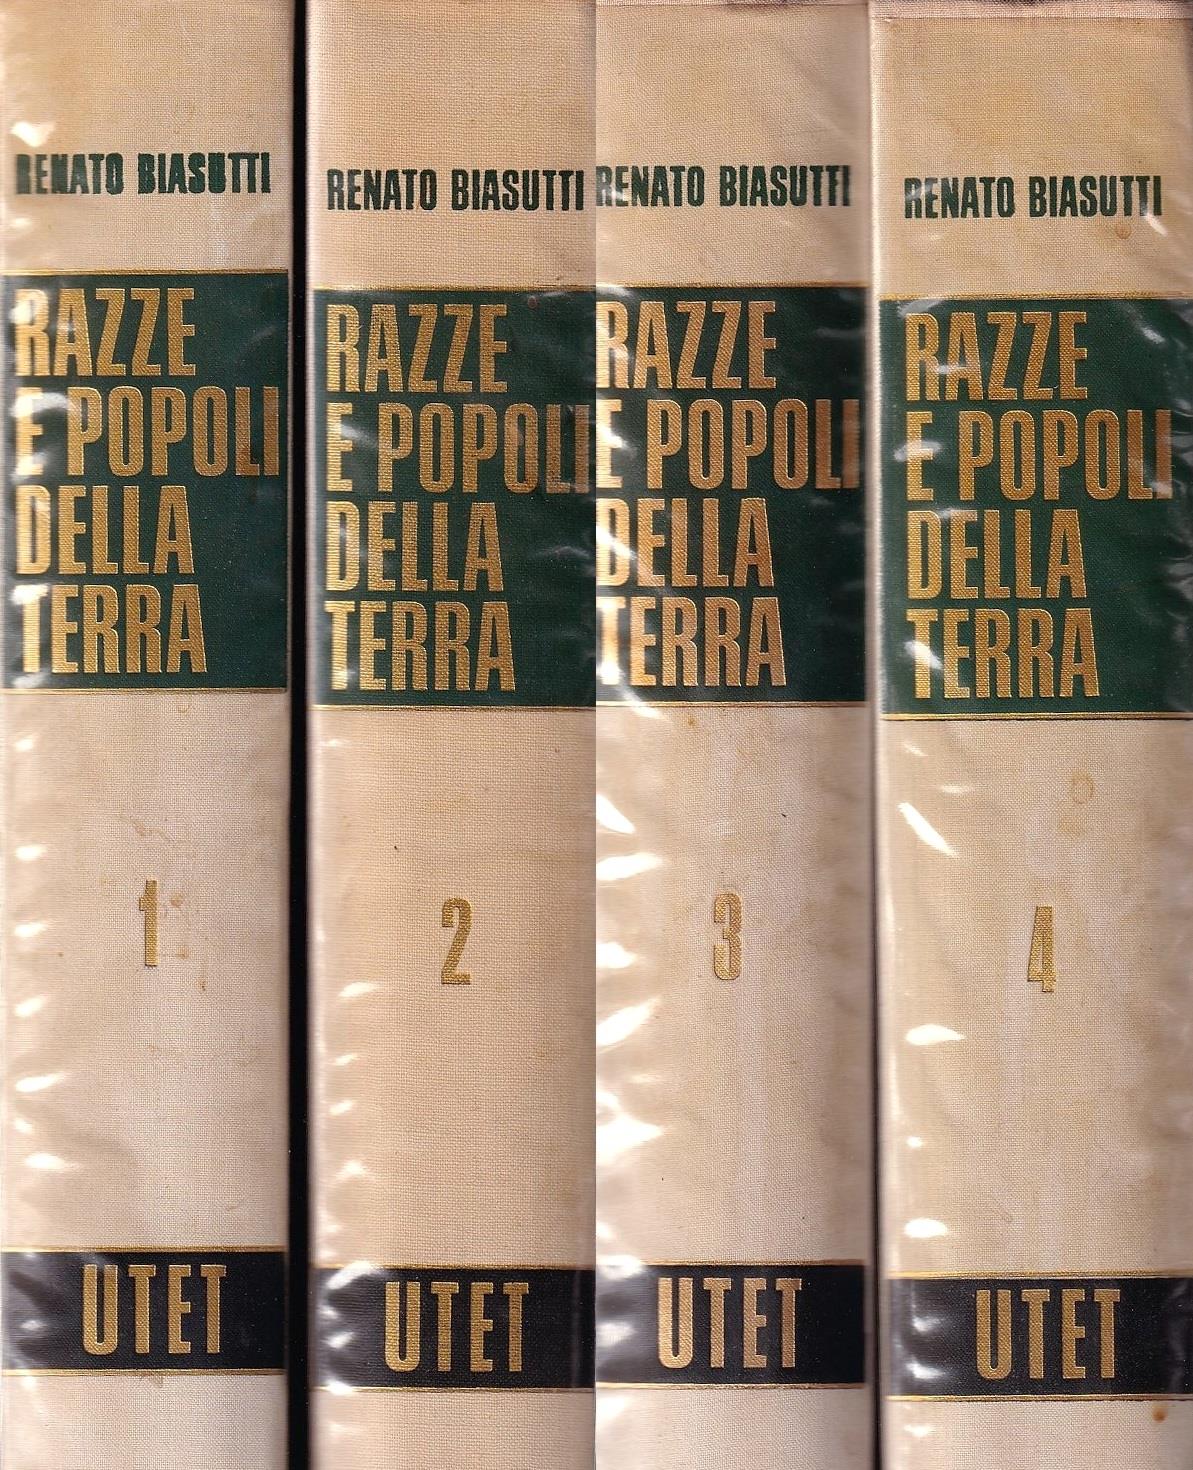 RENATO BIASUTTI
RAZZE
E POPOLI
DELLA
TERRA
1
UTET
RENATO BIASUTTI
RAZZE
E POPOLI
DELLA
TERRA
2
UTET
RENATO BIASUTTI
RAZZE
E POPOLI
DELLA
TERRA
3
UTET
RENATO BIASUTTI
RAZZE
E POPOLI
DELLA
TERRA
4
UTET